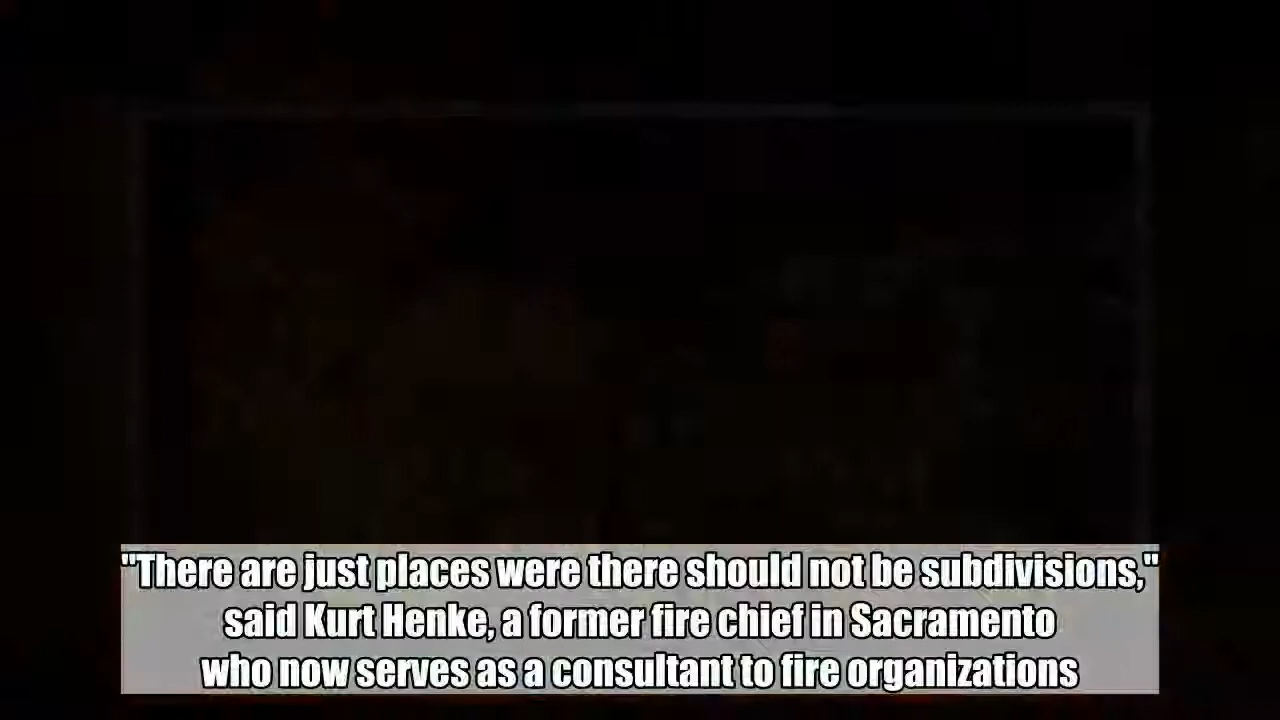 "There are just places were there should not be subdivisions,"
said Kurt Henke, a former fire chief in Sacramento
who now serves as a consultant to fire organizations